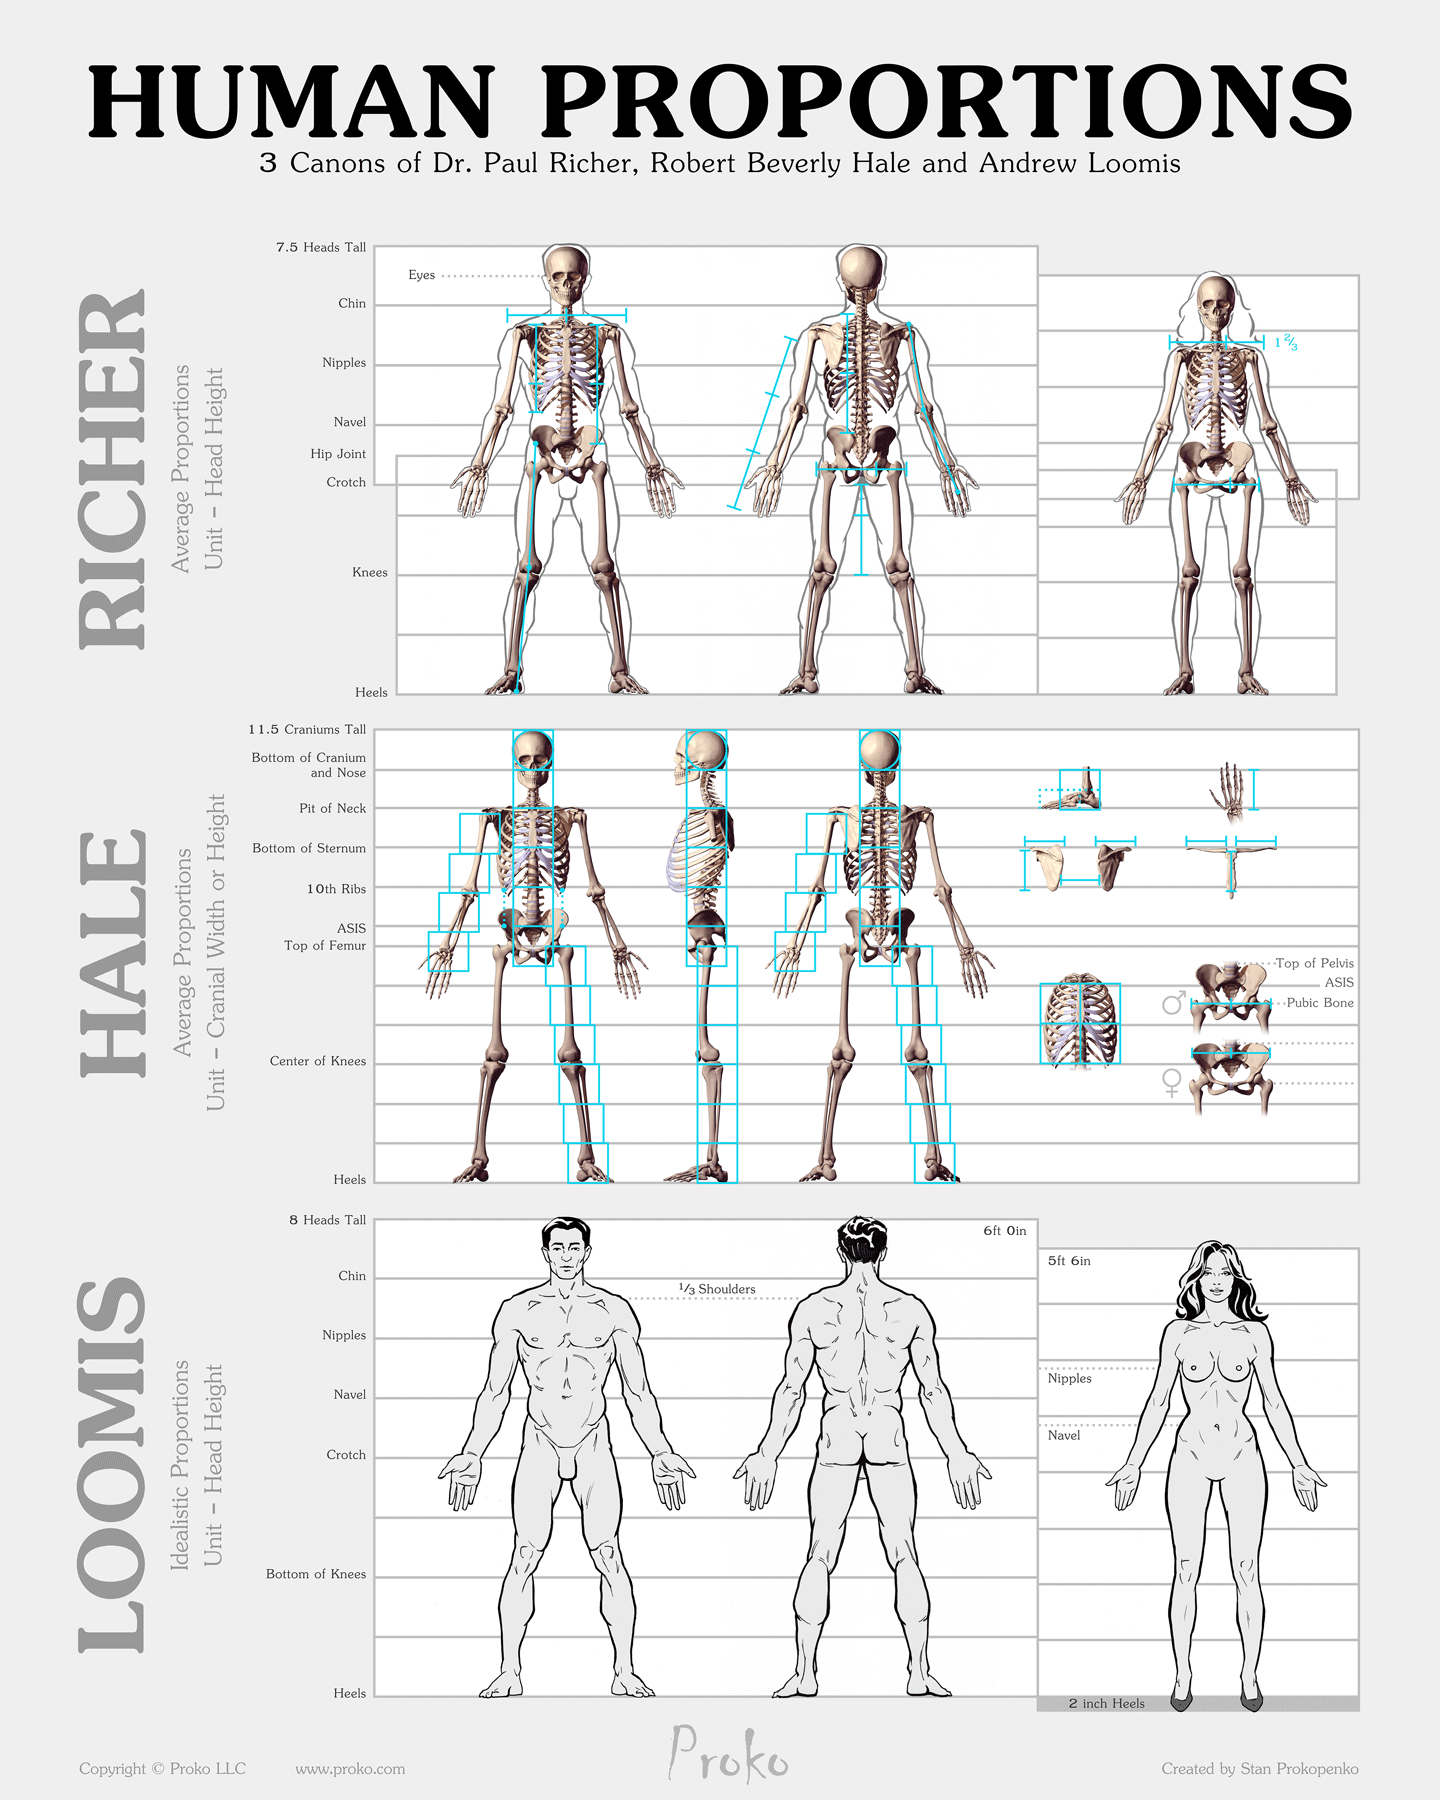 HUMAN PROPORTIONS
3 Canons of Dr. Paul Richer, Robert Beverly Hale and Andrew Loomis
RICHER
Average Proportions
Unit - Head Height
7.5 Heads Tall
Eyes
Chin
Nipples
Navel
Hip Joint
Crotch
Knees
Heels
1 2/3
HALE
Average Proportions
Unit - Cranial Width or Height
11.5 Craniums Tall
Bottom of Cranium
and Nose
Pit of Neck
Bottom of Sternum
10th Ribs
ASIS
Top of Femur
Center of Knees
Heels
Top of Pelvis
ASIS
Pubic Bone
♂
♀
LOOMIS
Idealistic Proportions
Unit - Head Height
8 Heads Tall
Chin
Nipples
Navel
Crotch
Bottom of Knees
Heels
1/3 Shoulders
6ft 0in
5ft 6in
Nipples
Navel
2 inch Heels
Proko
Copyright © Proko LLC
www.proko.com
Created by Stan Prokopenko